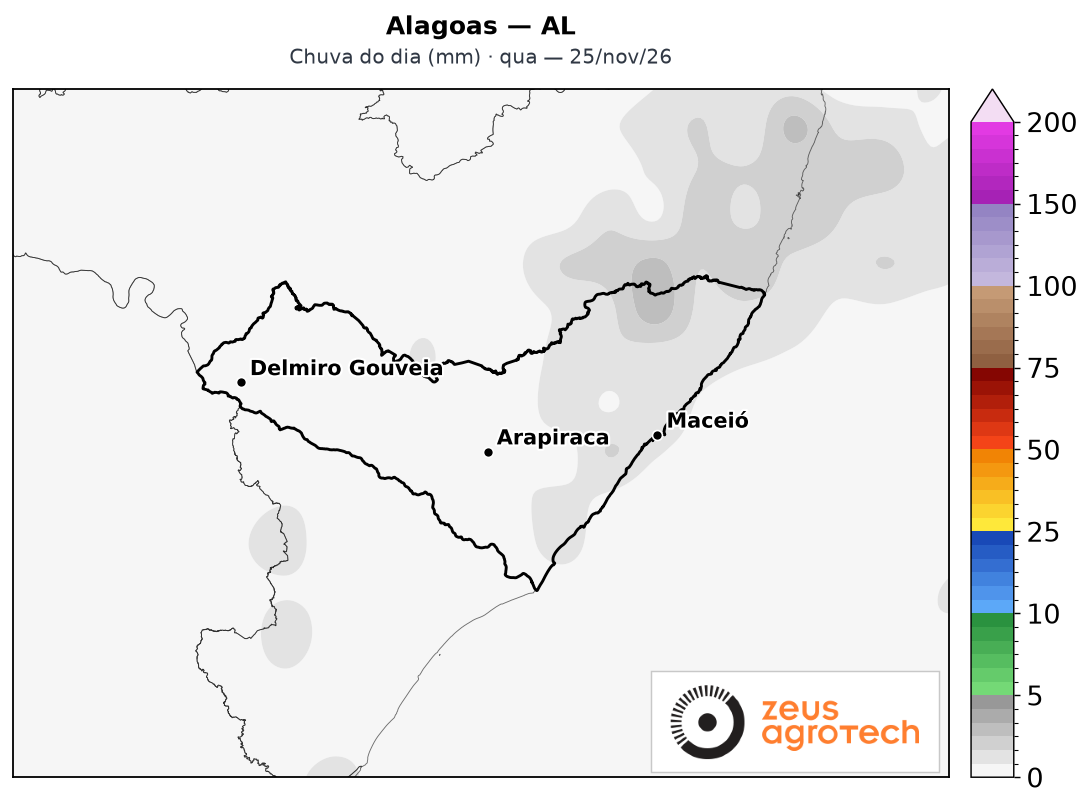 Alagoas — AL
Chuva do dia (mm) · qua — 25/nov/26
Delmiro Gouveia
Arapiraca
Maceió
200
150
100
75
50
25
10
5
0
zeus
agrotech